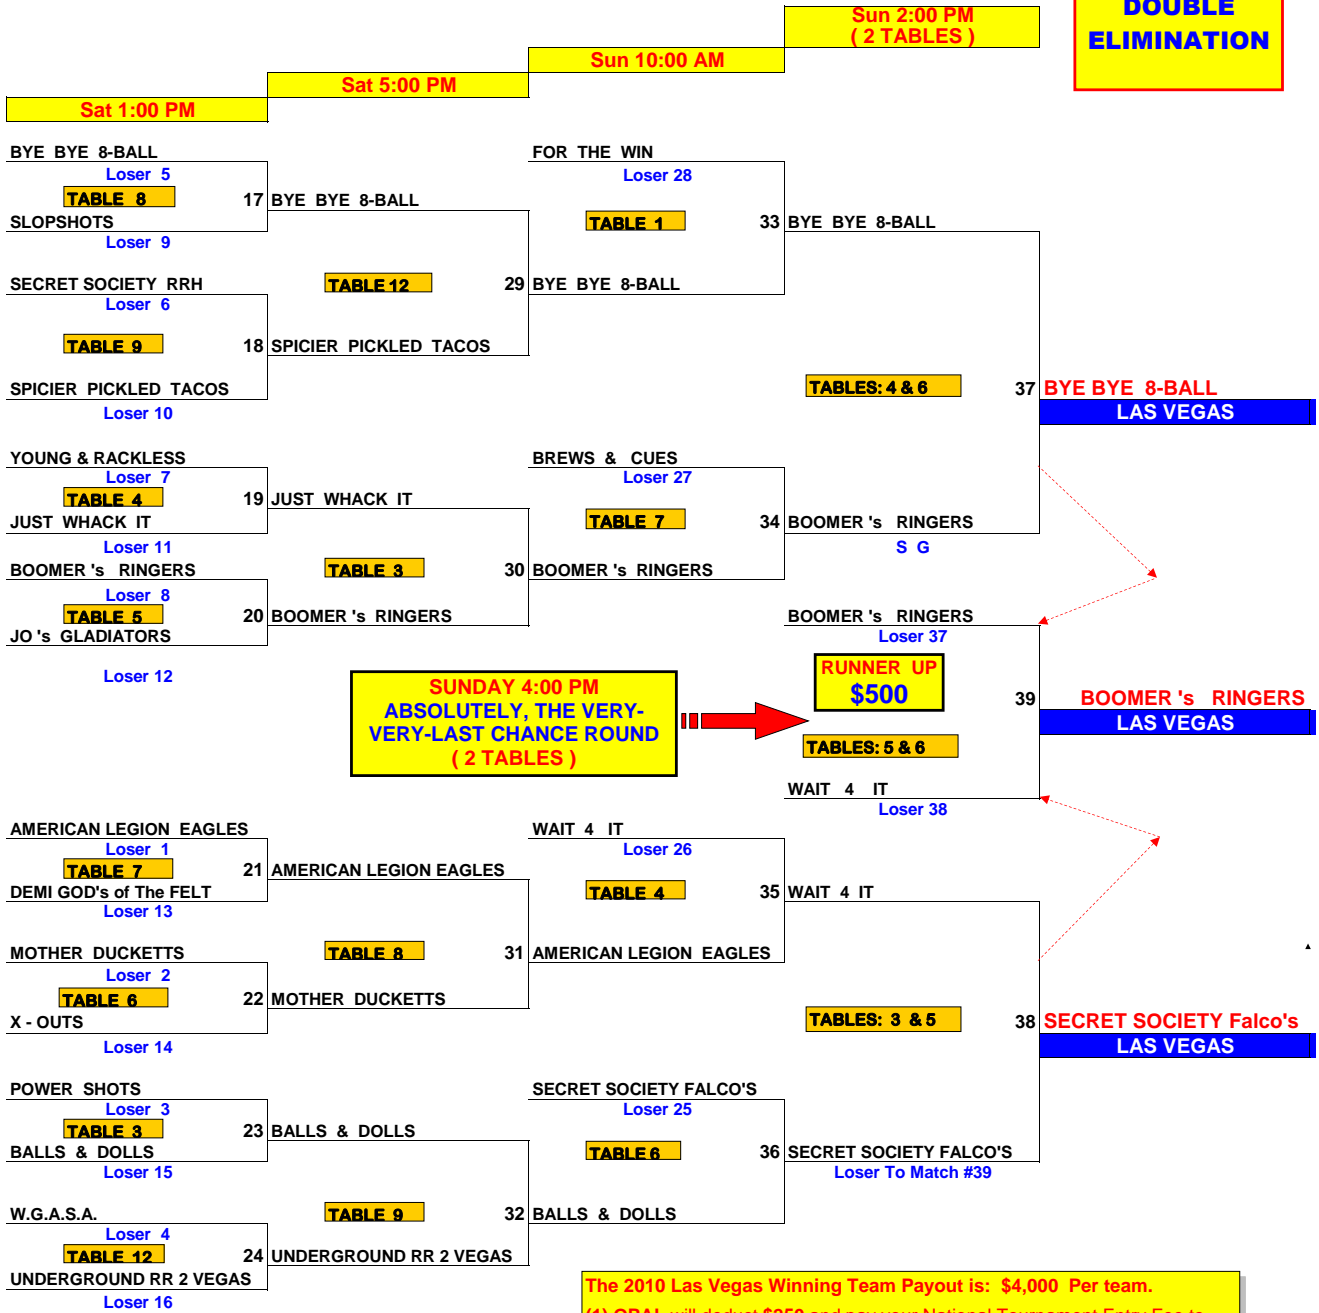 DOUBLE
ELIMINATION
Sun 2:00 PM
( 2 TABLES )
Sun 10:00 AM
Sat 5:00 PM
Sat 1:00 PM
BYE BYE 8-BALL
Loser 5
TABLE 8
17 BYE BYE 8-BALL
SLOPSHOTS
Loser 9
FOR THE WIN
Loser 28
TABLE 1
33 BYE BYE 8-BALL
SECRET SOCIETY RRH
Loser 6
TABLE 12
29 BYE BYE 8-BALL
TABLE 9
18 SPICIER PICKLED TACOS
SPICIER PICKLED TACOS
Loser 10
TABLES: 4 & 6
37 BYE BYE 8-BALL
LAS VEGAS
YOUNG & RACKLESS
Loser 7
TABLE 4
19 JUST WHACK IT
JUST WHACK IT
Loser 11
BREWS & CUES
Loser 27
TABLE 7
34 BOOMER 's RINGERS
S G
BOOMER 's RINGERS
Loser 8
TABLE 3
30 BOOMER 's RINGERS
TABLE 5
20 BOOMER 's RINGERS
JO 's GLADIATORS
Loser 12
BOOMER 's RINGERS
Loser 37
RUNNER UP
$500
39 BOOMER 's RINGERS
LAS VEGAS
SUNDAY 4:00 PM
ABSOLUTELY, THE VERY-
VERY-LAST CHANCE ROUND
( 2 TABLES )
TABLES: 5 & 6
WAIT 4 IT
Loser 38
AMERICAN LEGION EAGLES
Loser 1
TABLE 7
21 AMERICAN LEGION EAGLES
DEMI GOD's of The FELT
Loser 13
WAIT 4 IT
Loser 26
TABLE 4
35 WAIT 4 IT
MOTHER DUCKETTS
Loser 2
TABLE 8
31 AMERICAN LEGION EAGLES
TABLE 6
22 MOTHER DUCKETTS
X - OUTS
Loser 14
TABLES: 3 & 5
38 SECRET SOCIETY Falco's
LAS VEGAS
POWER SHOTS
Loser 3
TABLE 3
23 BALLS & DOLLS
BALLS & DOLLS
Loser 15
SECRET SOCIETY FALCO'S
Loser 25
TABLE 6
36 SECRET SOCIETY FALCO'S
Loser To Match #39
W.G.A.S.A.
Loser 4
TABLE 9
32 BALLS & DOLLS
TABLE 12
24 UNDERGROUND RR 2 VEGAS
UNDERGROUND RR 2 VEGAS
Loser 16
The 2010 Las Vegas Winning Team Payout is: $4,000 Per team.
will deduct $250 and pay your National Tournament Entry Fee to